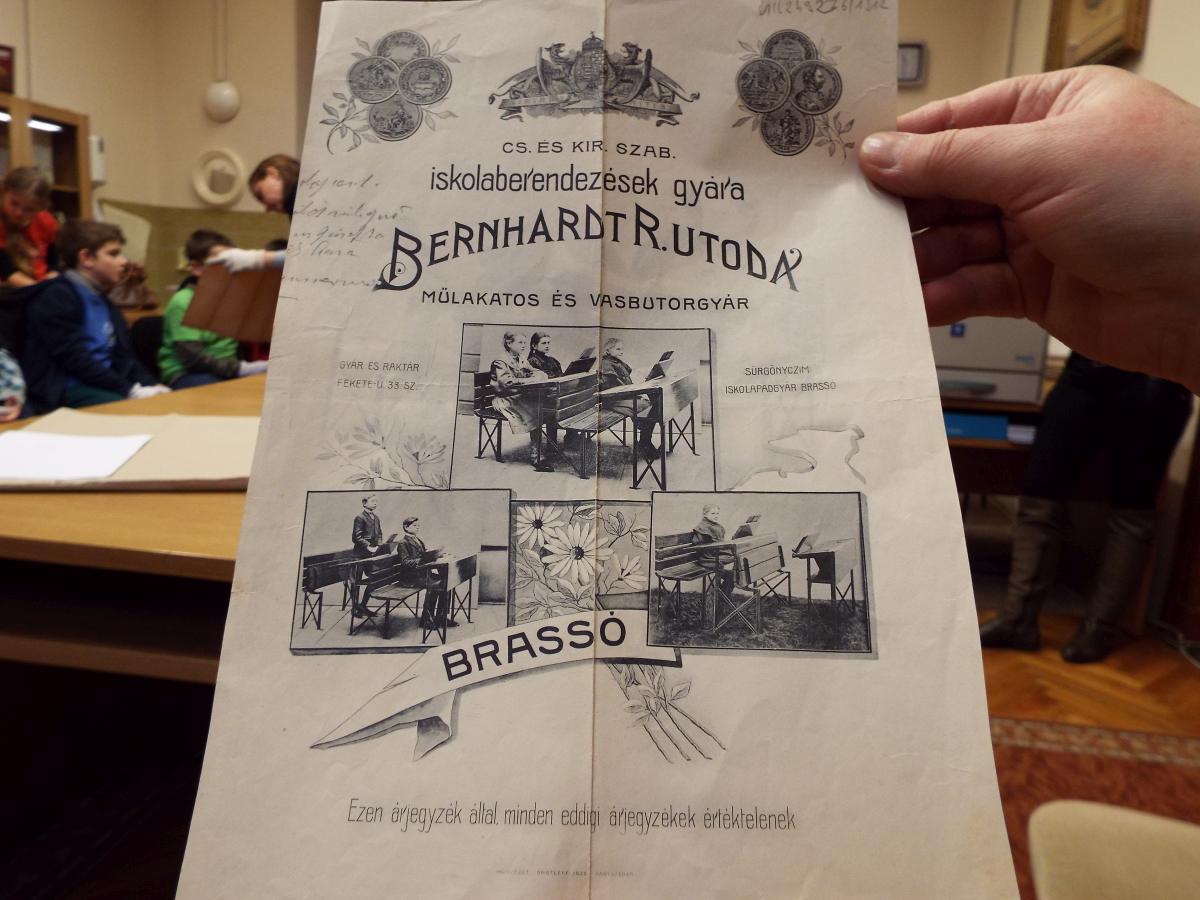 CS. ÉS KIR. SZAB.
iskolaberendezések gyára
BERNHARDT R. UTODA
MŰLAKATOS ÉS VASBUTORGYÁR
GYÁR ÉS RAKTÁR
FEKETE-U. 33. SZ.
SÜRGÖNYCZIM:
ISKOLAPADGYÁR BRASSÓ
BRASSÓ
Ezen árjegyzék által, minden eddigi árjegyzékek értéktelenek